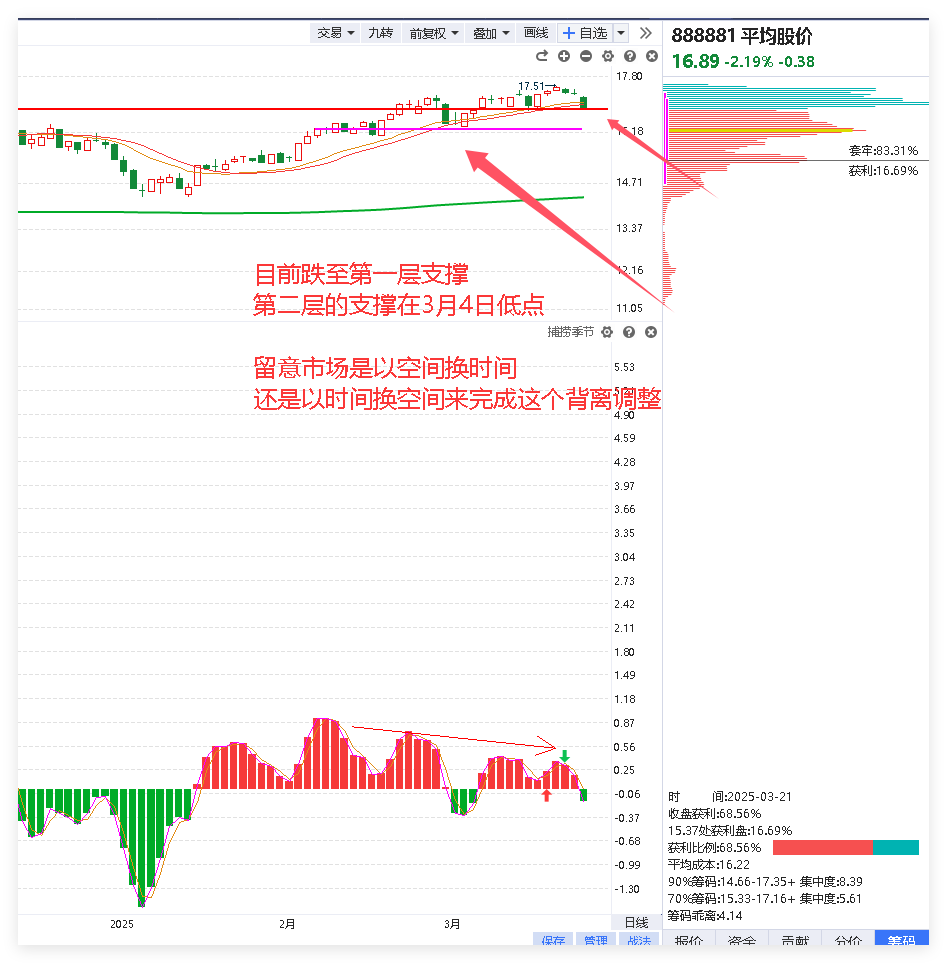 交易 九转 前复权 叠加 画线 自选
888881 平均股价
16.89 -2.19% -0.38
17.80
17.51
套牢:83.31%
获利:16.69%
14.71
13.37
12.16
11.05
目前跌至第一层支撑
第二层的支撑在3月4日低点
捕捞季节
留意市场是以空间换时间
还是以时间换空间来完成这个背离调整
5.53
4.90
4.59
4.28
3.97
3.66
3.35
3.04
2.73
2.42
2.11
1.80
1.49
1.18
0.87
0.56
0.25
-0.06
-0.37
-0.68
-0.99
-1.30
时 间:2025-03-21
收盘获利:68.56%
15.37处获利盘:16.69%
获利比例:68.56%
平均成本:16.22
90%筹码:14.66-17.35+ 集中度:8.39
70%筹码:15.33-17.16+ 集中度:5.61
筹码乖离:4.14
2025 2月 3月 日线
保存 管理 战法 报价 资金 贡献 分价 筹码